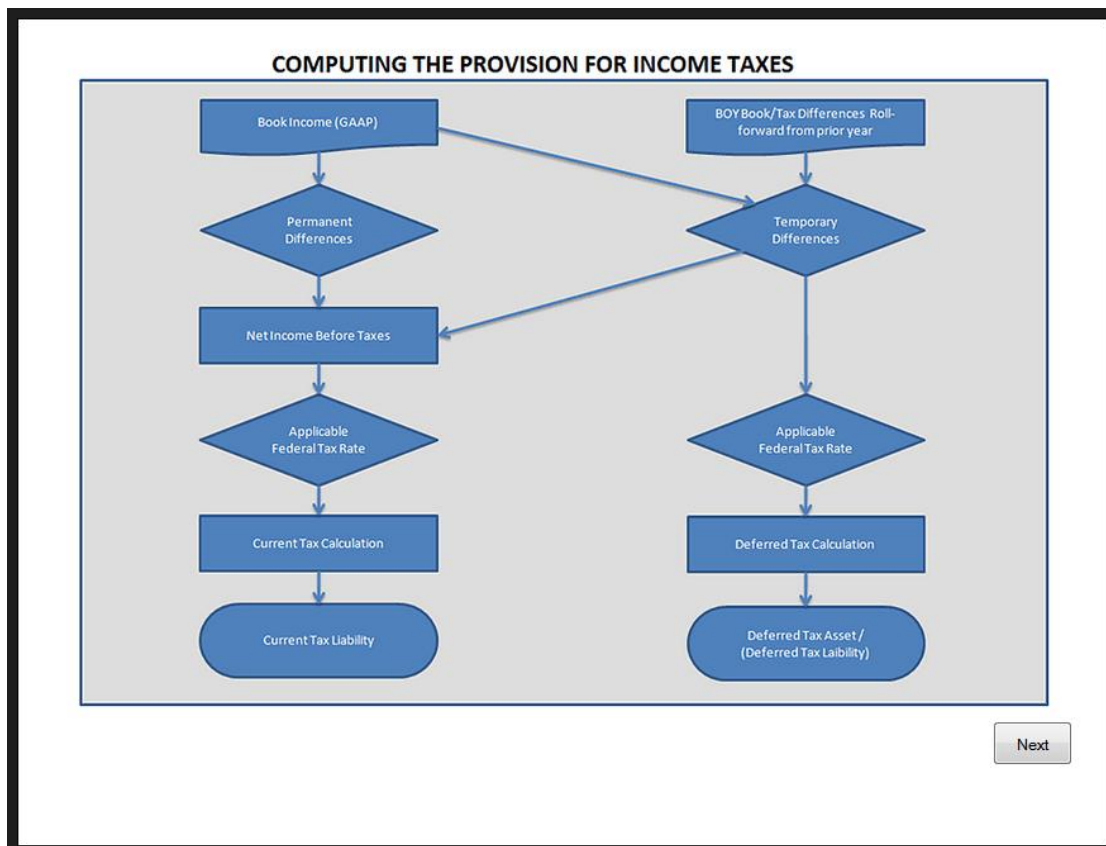 COMPUTING THE PROVISION FOR INCOME TAXES
Book Income (GAAP)
BOY Book/Tax Differences Roll-
forward from prior year
Permanent
Differences
Temporary
Differences
Net Income Before Taxes
Applicable
Federal Tax Rate
Applicable
Federal Tax Rate
Current Tax Calculation
Deferred Tax Calculation
Current Tax Liability
Deferred Tax Asset /
(Deferred Tax Laibility)
Next